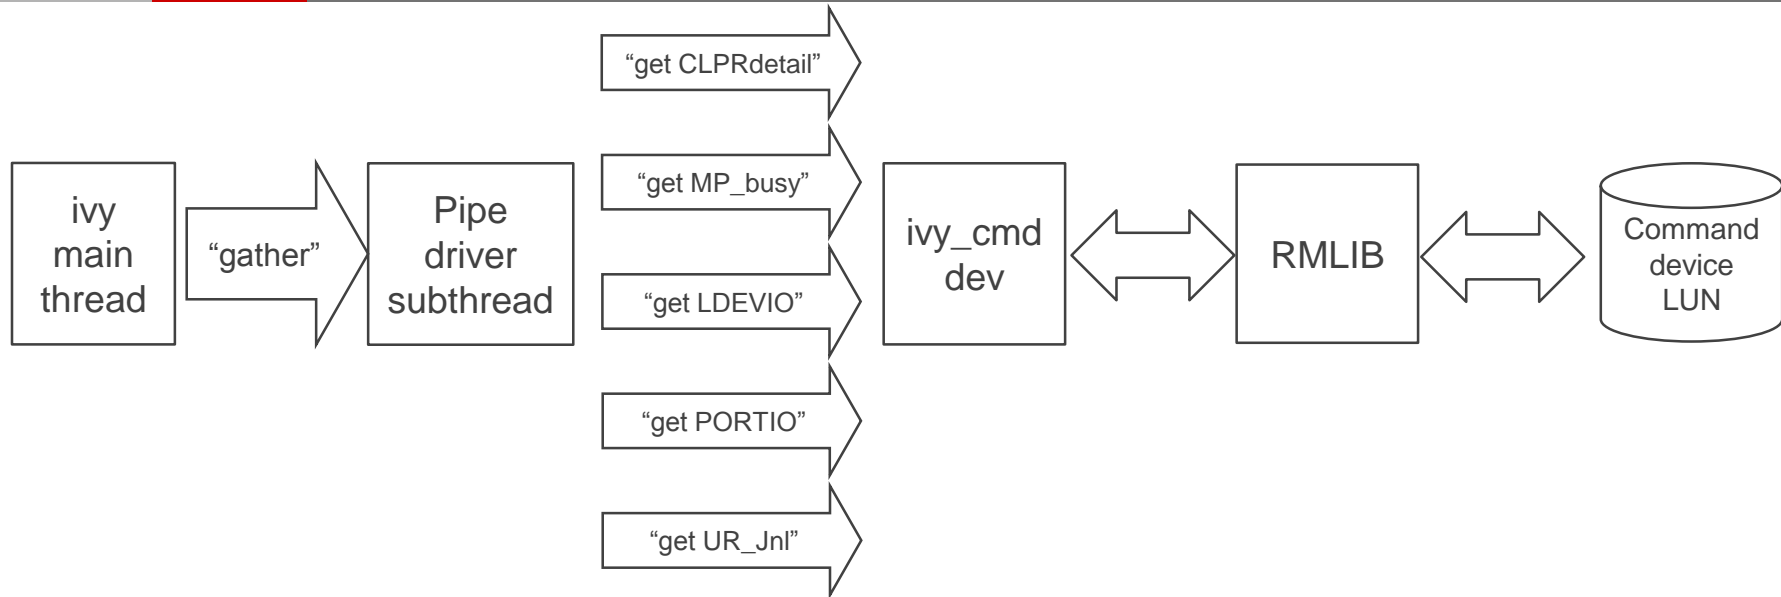 ivy
main
thread
“gather”
Pipe
driver
subthread
“get CLPRdetail”
“get MP_busy”
“get LDEVIO”
“get PORTIO”
“get UR_Jnl”
ivy_cmd
dev
RMLIB
Command
device
LUN